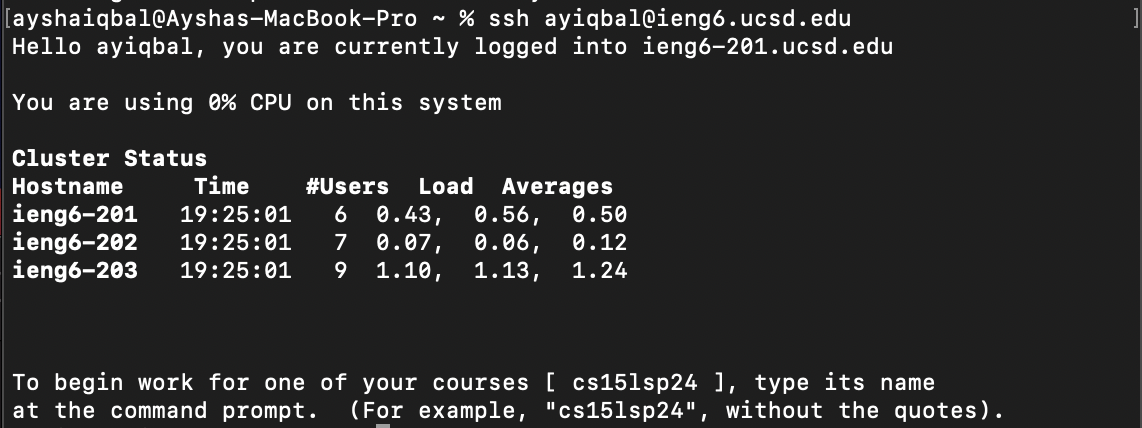 [ayshaiqbal@Ayshas-MacBook-Pro ~ % ssh ayiqbal@ieng6.ucsd.edu ]
Hello ayiqbal, you are currently logged into ieng6-201.ucsd.edu
You are using 0% CPU on this system
Cluster Status
Hostname Time #Users Load Averages
ieng6-201 19:25:01 6 0.43, 0.56, 0.50
ieng6-202 19:25:01 7 0.07, 0.06, 0.12
ieng6-203 19:25:01 9 1.10, 1.13, 1.24
To begin work for one of your courses [ cs15lsp24 ], type its name
at the command prompt. (For example, "cs15lsp24", without the quotes).